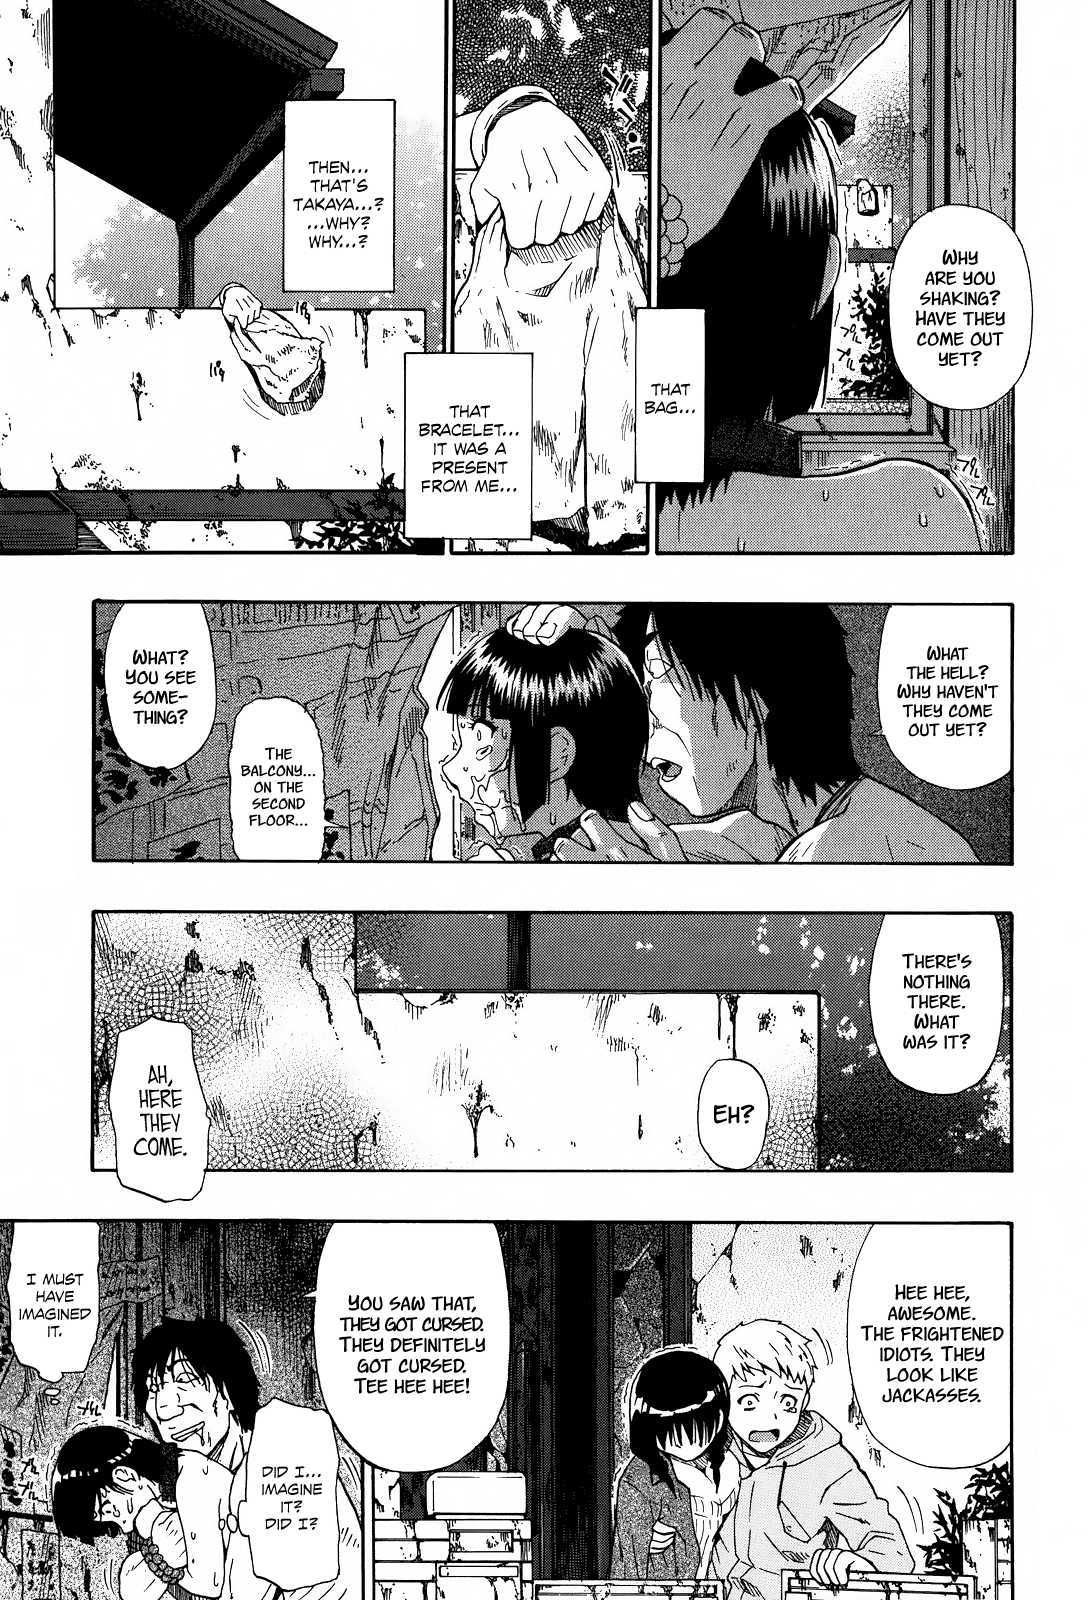 WHY
ARE YOU
SHAKING?
HAVE THEY
COME OUT
YET?
THAT
BAG...
THAT
BRACELET...
IT WAS A
PRESENT
FROM ME...
THEN...
THAT'S
TAKAYA...?
...WHY?
WHY...?
WHAT
THE HELL?
WHY HAVEN'T
THEY COME
OUT YET?
THE
BALCONY...
ON THE
SECOND
FLOOR...
WHAT?
YOU SEE
SOME-
THING?
THERE'S
NOTHING
THERE.
WHAT
WAS IT?
EH?
AH,
HERE
THEY
COME.
HEE HEE,
AWESOME.
THE FRIGHTENED
IDIOTS. THEY
LOOK LIKE
JACKASSES.
YOU SAW THAT,
THEY GOT CURSED.
THEY DEFINITELY
GOT CURSED.
TEE HEE HEE!
DID I...
IMAGINE
IT?
DID I?
I MUST
HAVE
IMAGINED
IT.